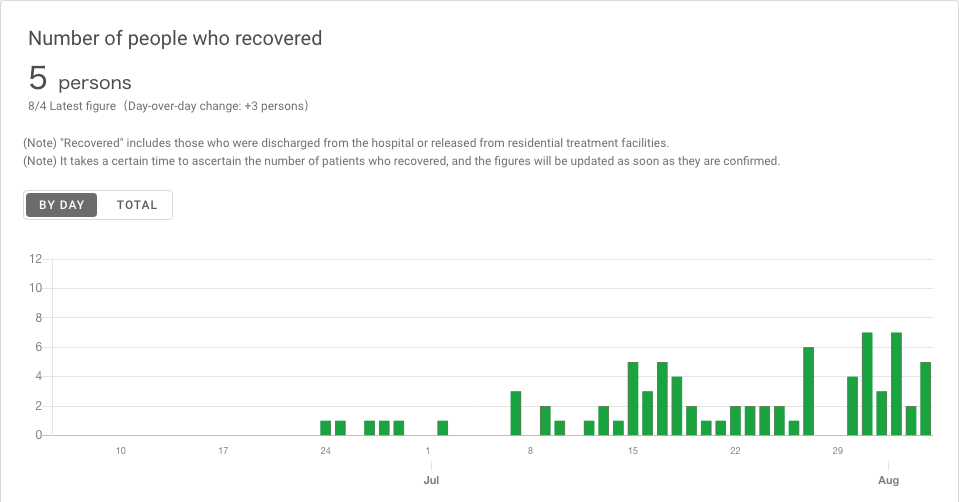 Number of people who recovered
5 persons
8/4 Latest figure (Day-over-day change: +3 persons)
(Note) "Recovered" includes those who were discharged from the hospital or released from residential treatment facilities.
(Note) It takes a certain time to ascertain the number of patients who recovered, and the figures will be updated as soon as they are confirmed.
BY DAY TOTAL
12
10
8
6
4
2
0
10 17 24 1 8 15 22 29
Jul Aug